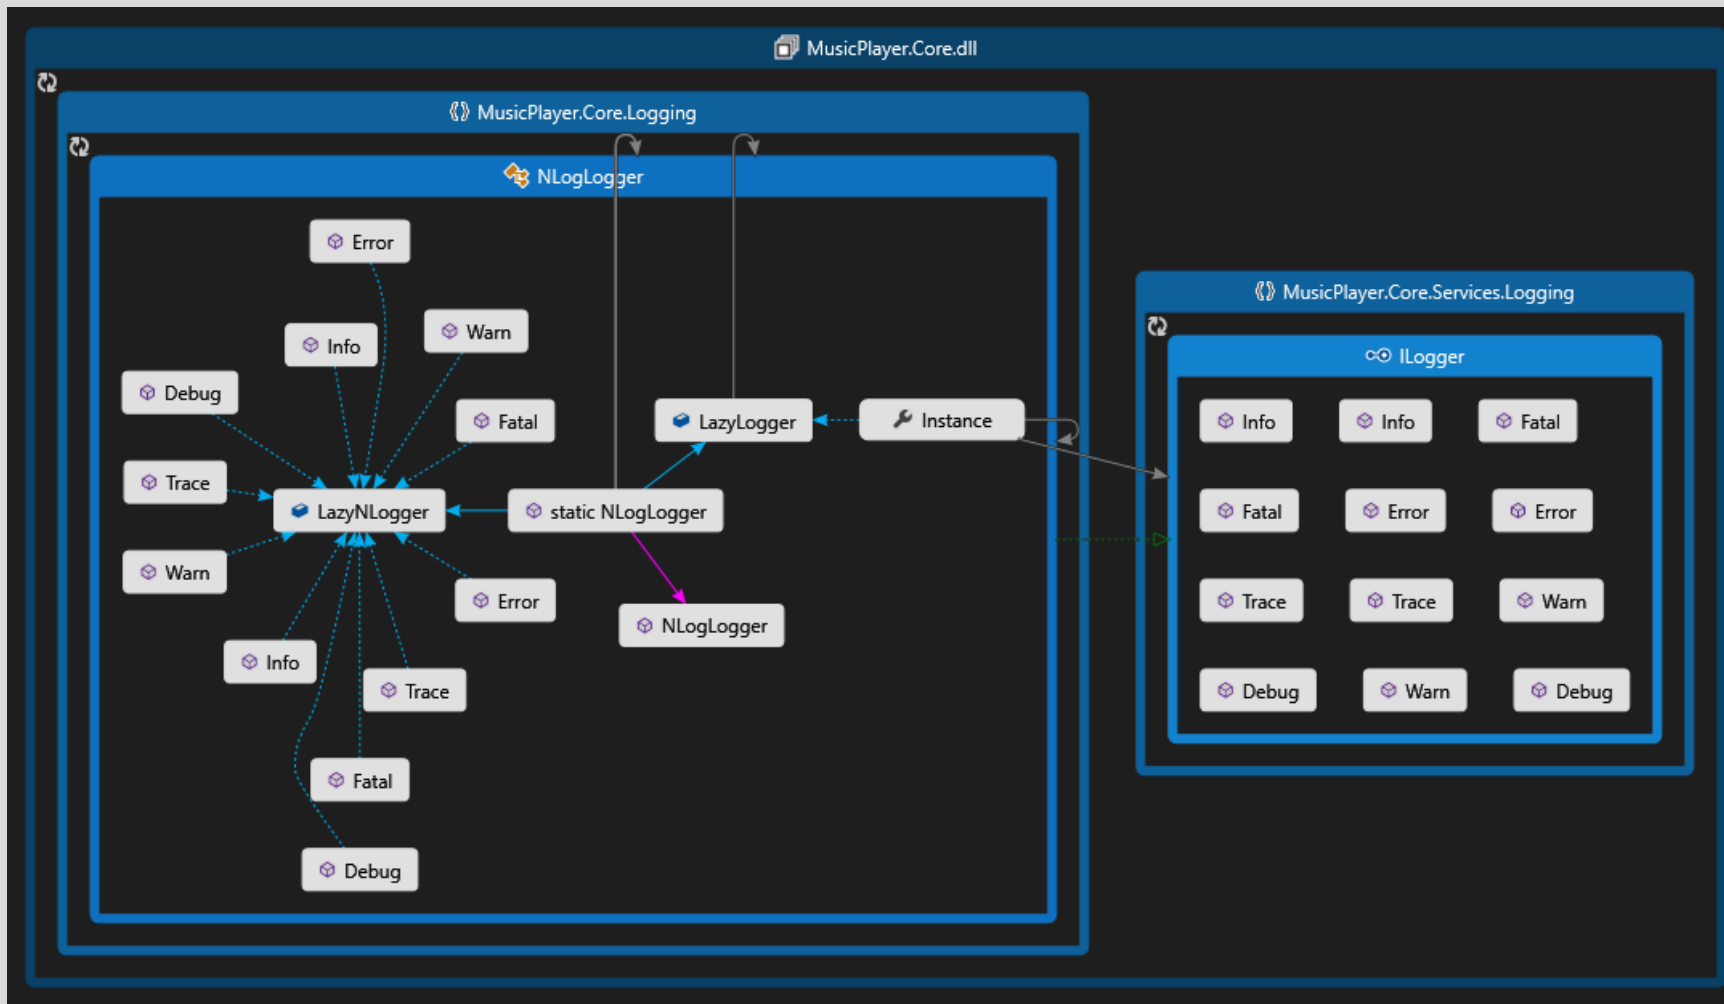 MusicPlayer.Core.dll
MusicPlayer.Core.Logging
NLogLogger
Error
Info
Warn
Debug
Fatal
Trace
LazyNLogger
static NLogLogger
LazyLogger
Instance
Warn
Error
NLogLogger
Info
Trace
Fatal
Debug
MusicPlayer.Core.Services.Logging
ILogger
Info
Info
Fatal
Fatal
Error
Error
Trace
Trace
Warn
Debug
Warn
Debug